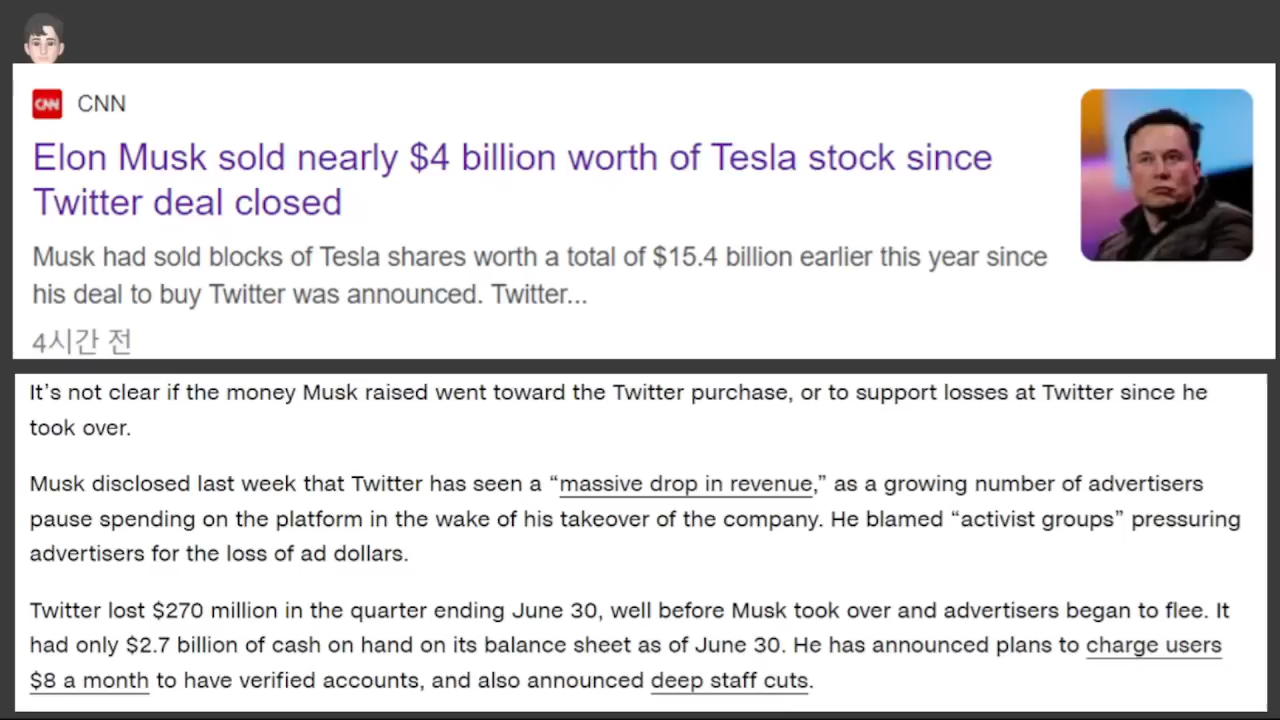 CNN CNN
Elon Musk sold nearly $4 billion worth of Tesla stock since
Twitter deal closed
Musk had sold blocks of Tesla shares worth a total of $15.4 billion earlier this year since
his deal to buy Twitter was announced. Twitter...
4시간 전
It’s not clear if the money Musk raised went toward the Twitter purchase, or to support losses at Twitter since he
took over.
Musk disclosed last week that Twitter has seen a “massive drop in revenue,” as a growing number of advertisers
pause spending on the platform in the wake of his takeover of the company. He blamed “activist groups” pressuring
advertisers for the loss of ad dollars.
Twitter lost $270 million in the quarter ending June 30, well before Musk took over and advertisers began to flee. It
had only $2.7 billion of cash on hand on its balance sheet as of June 30. He has announced plans to charge users
$8 a month to have verified accounts, and also announced deep staff cuts.